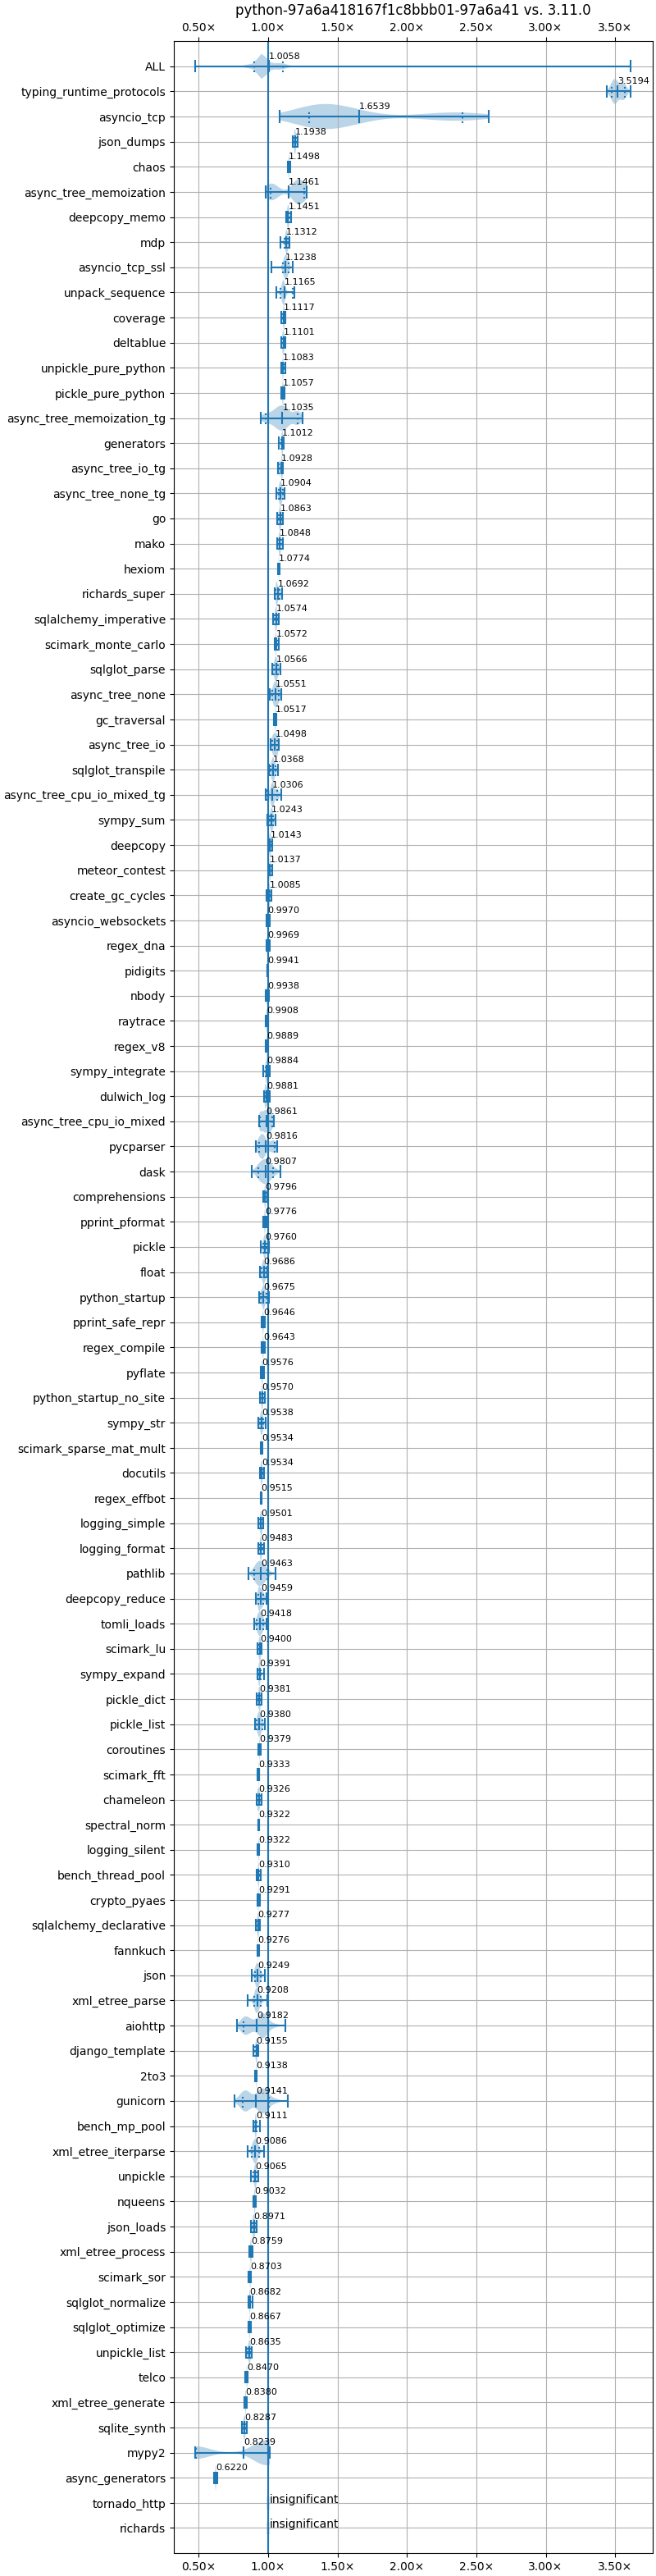 python-97a6a418167f1c8bbb01-97a6a41 vs. 3.11.0
0.50× 1.00× 1.50× 2.00× 2.50× 3.00× 3.50×
ALL 1.0058
typing_runtime_protocols 3.5194
asyncio_tcp 1.6539
json_dumps 1.1938
chaos 1.1498
async_tree_memoization 1.1461
deepcopy_memo 1.1451
mdp 1.1312
asyncio_tcp_ssl 1.1238
unpack_sequence 1.1165
coverage 1.1117
deltablue 1.1101
unpickle_pure_python 1.1083
pickle_pure_python 1.1057
async_tree_memoization_tg 1.1035
generators 1.1012
async_tree_io_tg 1.0928
async_tree_none_tg 1.0904
go 1.0863
mako 1.0848
hexiom 1.0774
richards_super 1.0692
sqlalchemy_imperative 1.0574
scimark_monte_carlo 1.0572
sqlglot_parse 1.0566
async_tree_none 1.0551
gc_traversal 1.0517
async_tree_io 1.0498
sqlglot_transpile 1.0368
async_tree_cpu_io_mixed_tg 1.0306
sympy_sum 1.0243
deepcopy 1.0143
meteor_contest 1.0137
create_gc_cycles 1.0085
asyncio_websockets 0.9970
regex_dna 0.9969
pidigits 0.9941
nbody 0.9938
raytrace 0.9908
regex_v8 0.9889
sympy_integrate 0.9884
dulwich_log 0.9881
async_tree_cpu_io_mixed 0.9861
pycparser 0.9816
dask 0.9807
comprehensions 0.9796
pprint_pformat 0.9776
pickle 0.9760
float 0.9686
python_startup 0.9675
pprint_safe_repr 0.9646
regex_compile 0.9643
pyflate 0.9576
python_startup_no_site 0.9570
sympy_str 0.9538
scimark_sparse_mat_mult 0.9534
docutils 0.9534
regex_effbot 0.9515
logging_simple 0.9501
logging_format 0.9483
pathlib 0.9463
deepcopy_reduce 0.9459
tomli_loads 0.9418
scimark_lu 0.9400
sympy_expand 0.9391
pickle_dict 0.9381
pickle_list 0.9380
coroutines 0.9379
scimark_fft 0.9333
chameleon 0.9326
spectral_norm 0.9322
logging_silent 0.9322
bench_thread_pool 0.9310
crypto_pyaes 0.9291
sqlalchemy_declarative 0.9277
fannkuch 0.9276
json 0.9249
xml_etree_parse 0.9208
aiohttp 0.9182
django_template 0.9155
2to3 0.9138
gunicorn 0.9141
bench_mp_pool 0.9111
xml_etree_iterparse 0.9086
unpickle 0.9065
nqueens 0.9032
json_loads 0.8971
xml_etree_process 0.8759
scimark_sor 0.8703
sqlglot_normalize 0.8682
sqlglot_optimize 0.8667
unpickle_list 0.8635
telco 0.8470
xml_etree_generate 0.8380
sqlite_synth 0.8287
mypy2 0.8239
async_generators 0.6220
tornado_http insignificant
richards insignificant
0.50× 1.00× 1.50× 2.00× 2.50× 3.00× 3.50×